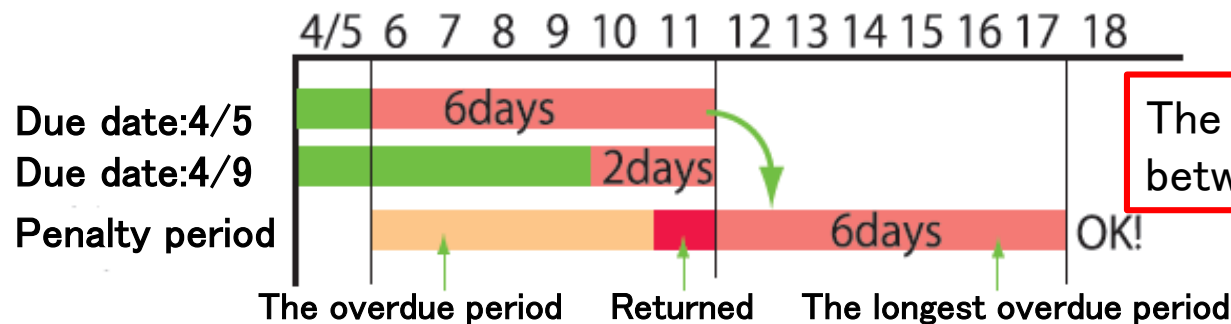 4/5 6 7 8 9 10 11 12 13 14 15 16 17 18
Due date:4/5 6days
The
Due date:4/9 2days
Penalty period 6days OK!
The overdue period Returned The longest overdue period